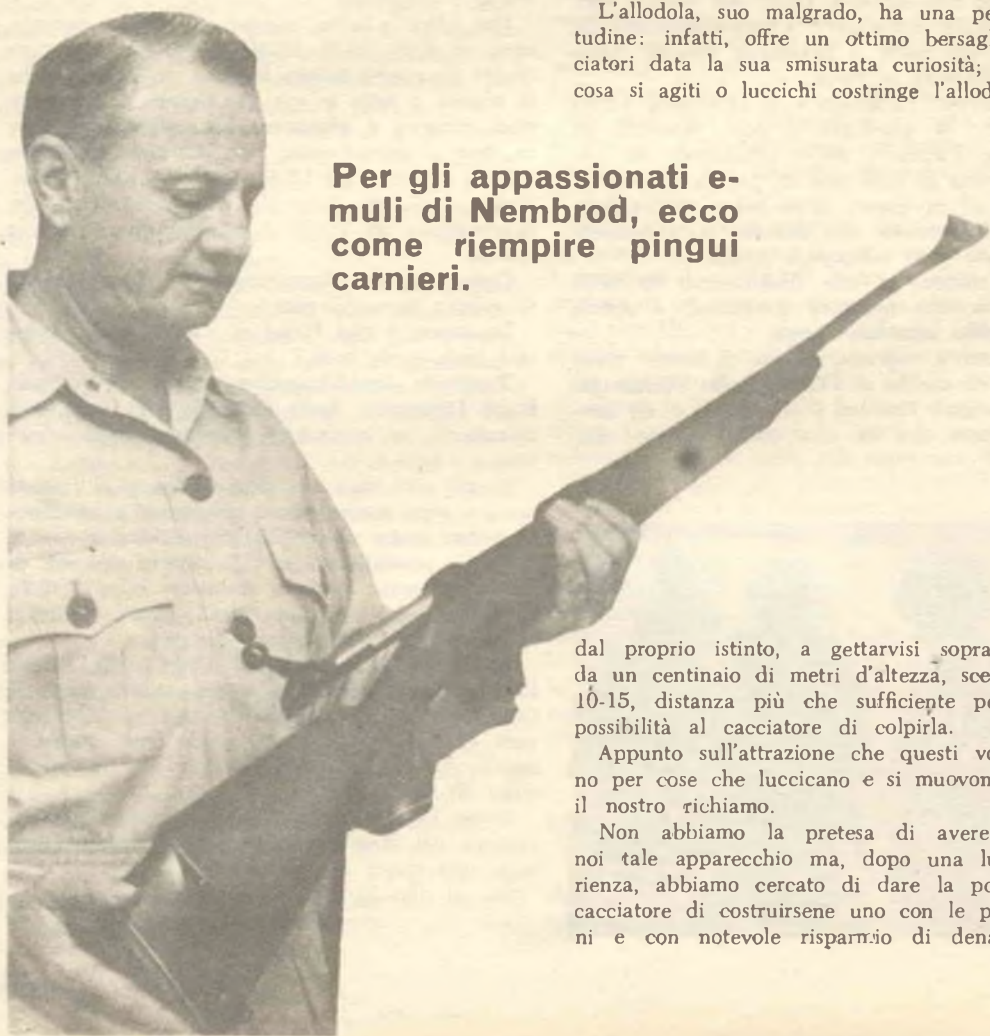 L'allodola, suo malgrado, ha una pe
tudine: infatti, offre un ottimo bersag
ciatori data la sua smisurata curiosità;
cosa si agiti o luccichi costringe l'allod
Per gli appassionati e-
muli di Nembrod, ecco
come riempire pingui
carnieri.
dal proprio istinto, a gettarvisi sopra
da un centinaio di metri d'altezza, sce
10-15, distanza più che sufficiente pe
possibilità al cacciatore di colpirla.
Appunto sull'attrazione che questi vo
no per cose che luccicano e si muovon
il nostro richiamo.
Non abbiamo la pretesa di avere
noi tale apparecchio ma, dopo una lu
rienza, abbiamo cercato di dare la po
cacciatore di costruirsene uno con le p
ni e con notevole risparmio di dena